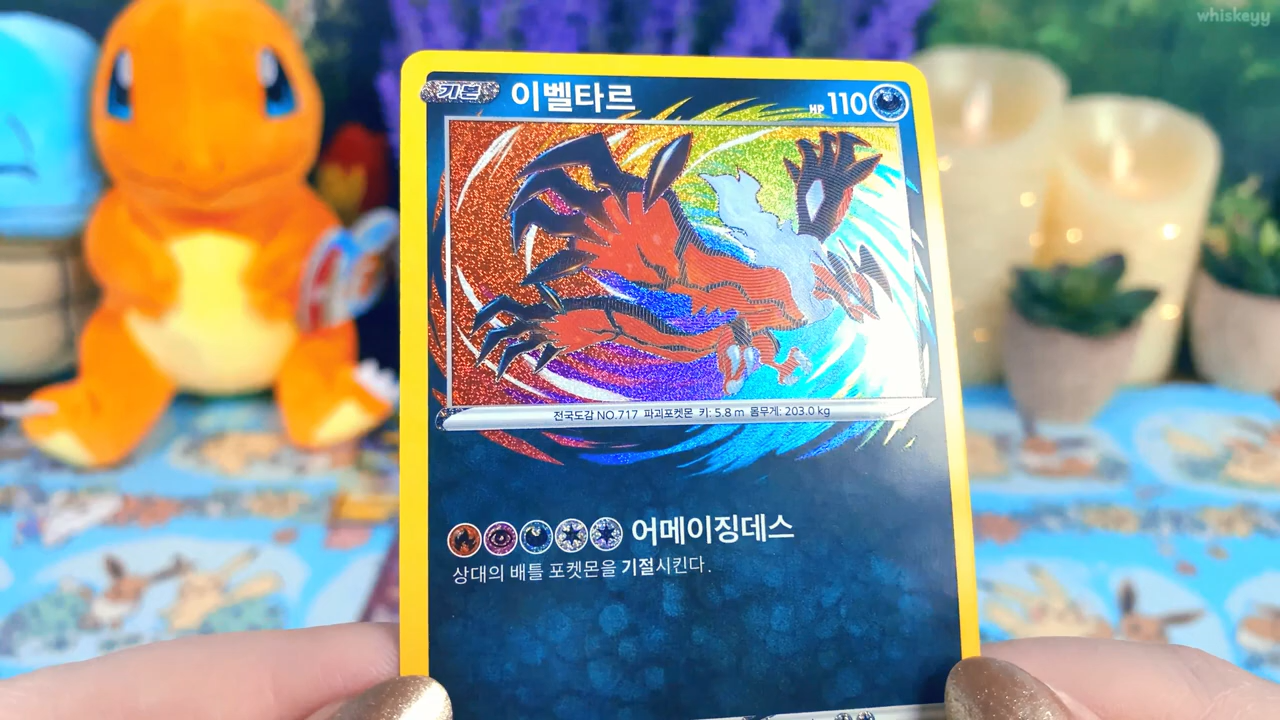 whiskeyy
기본 이벨타르 HP 110
전국도감 NO.717 파괴포켓몬 키: 5.8 m 몸무게: 203.0 kg
어메이징데스
상대의 배틀 포켓몬을 기절시킨다.